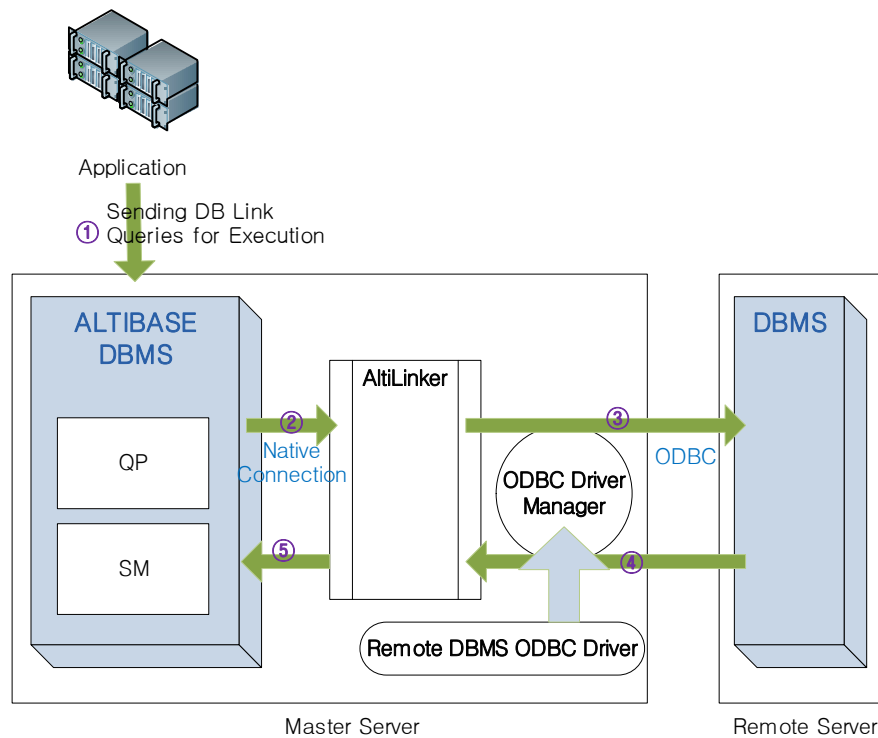 Application
① Sending DB Link
Queries for Execution
ALTIBASE
DBMS
QP
SM
②
Native
Connection
⑤
AltiLinker
③
ODBC
ODBC Driver
Manager
④
Remote DBMS ODBC Driver
DBMS
Master Server
Remote Server